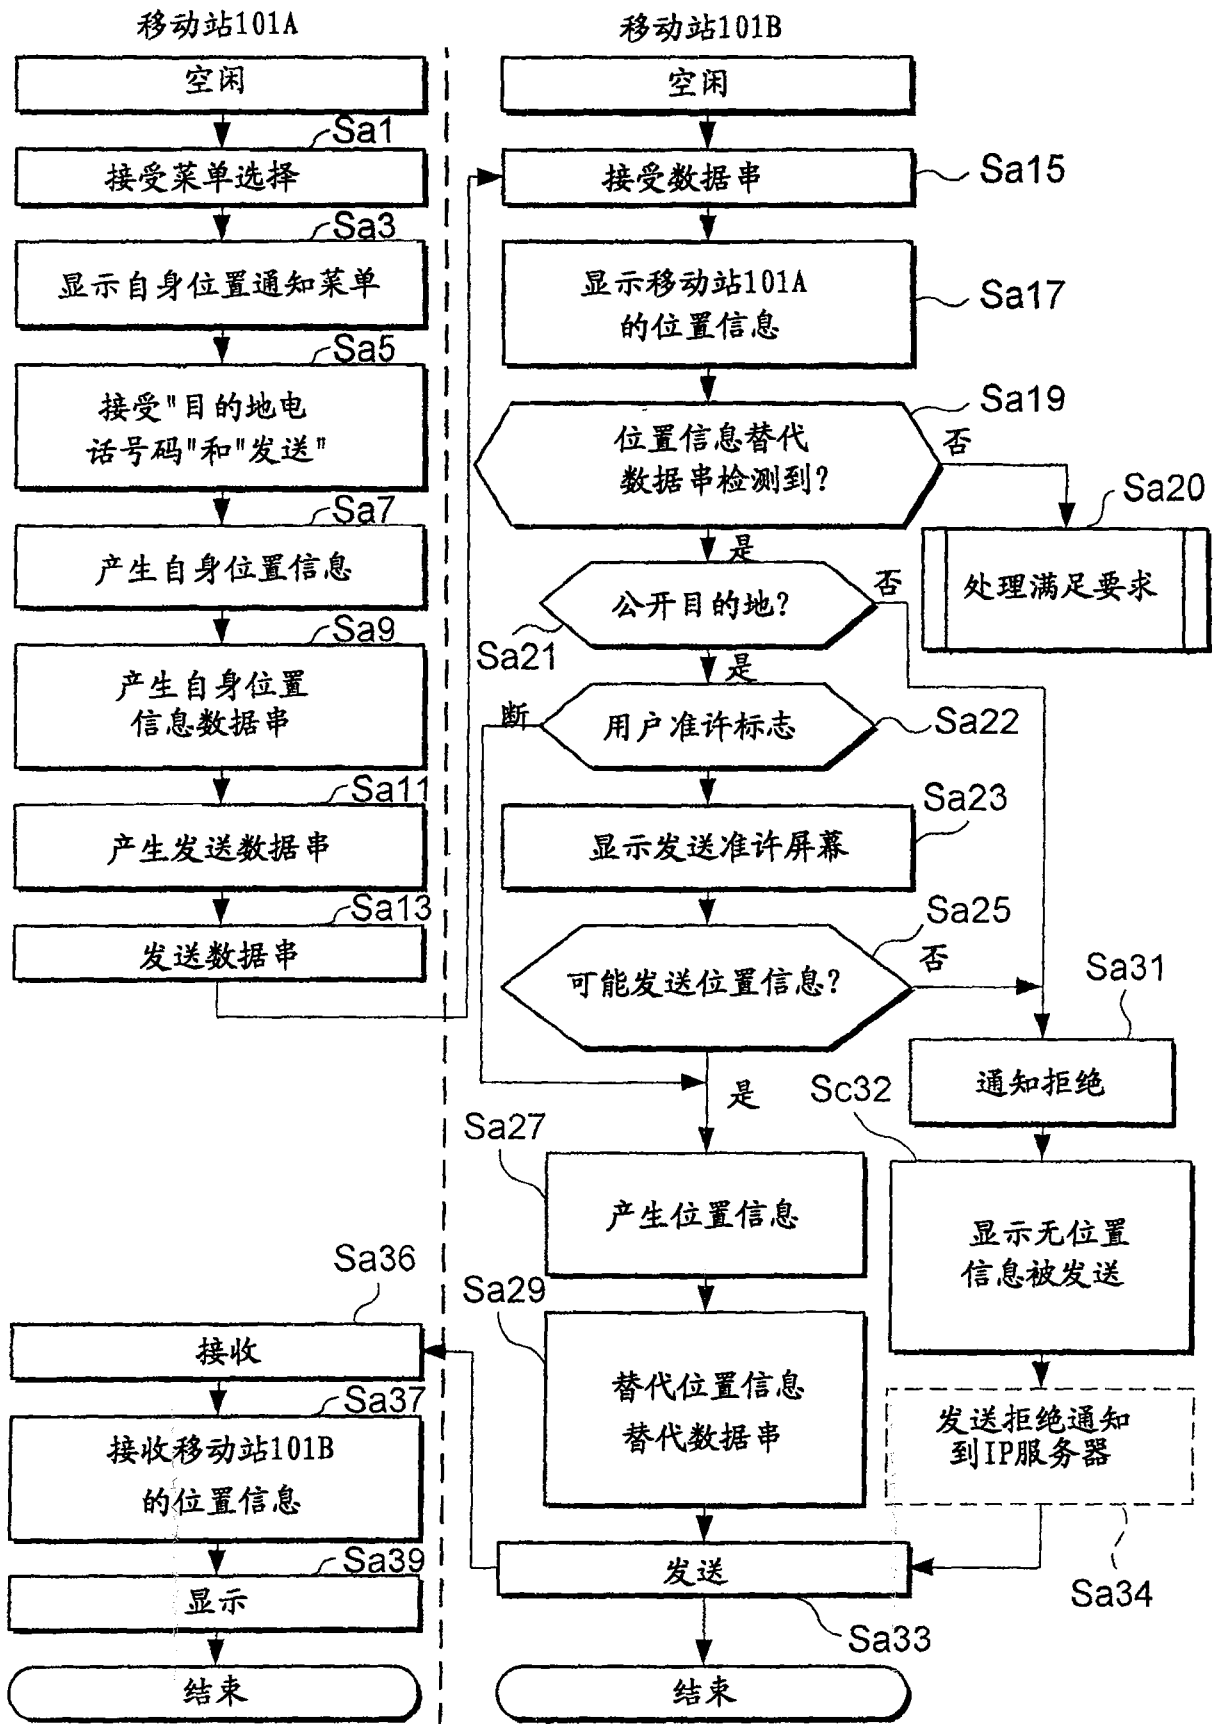 移动站101A
空闲
Sa1
接受菜单选择
Sa3
显示自身位置通知菜单
Sa5
接受"目的地电
话号码"和"发送"
Sa7
产生自身位置信息
Sa9
产生自身位置
信息数据串
Sa11
产生发送数据串
Sa13
发送数据串
Sa36
接收
Sa37
接收移动站101B
的位置信息
Sa39
显示
结束
移动站101B
空闲
接受数据串
Sa15
显示移动站101A
的位置信息
Sa17
位置信息替代
数据串检测到?
Sa19
否
Sa20
处理满足要求
是
公开目的地?
否
Sa21
是
断
用户准许标志
Sa22
Sa23
显示发送准许屏幕
Sa25
可能发送位置信息?
否
是
Sa31
通知拒绝
Sc32
显示无位置
信息被发送
Sa27
产生位置信息
Sa29
替代位置信息
替代数据串
发送拒绝通知
到IP服务器
Sa34
发送
Sa33
结束